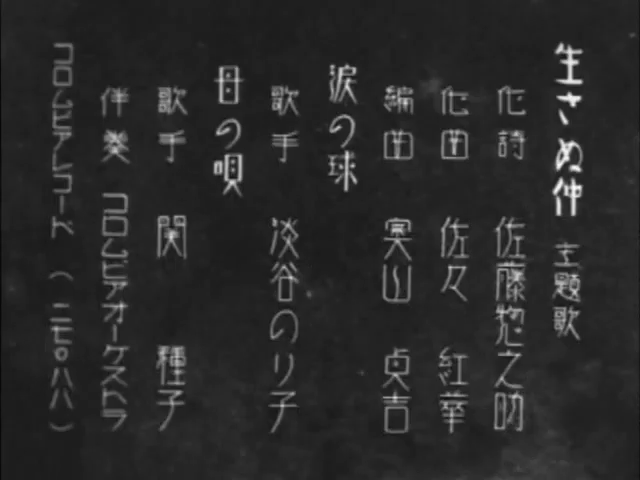 生さぬ仲 主題歌
作詩 佐藤惣之助
作曲 佐々紅華
編曲 奥山貞吉
涙の球
歌手 淡谷のり子
母の唄
歌手 関種子
伴奏 コロムビアオーケストラ
コロムビアレコード (二七〇八八)